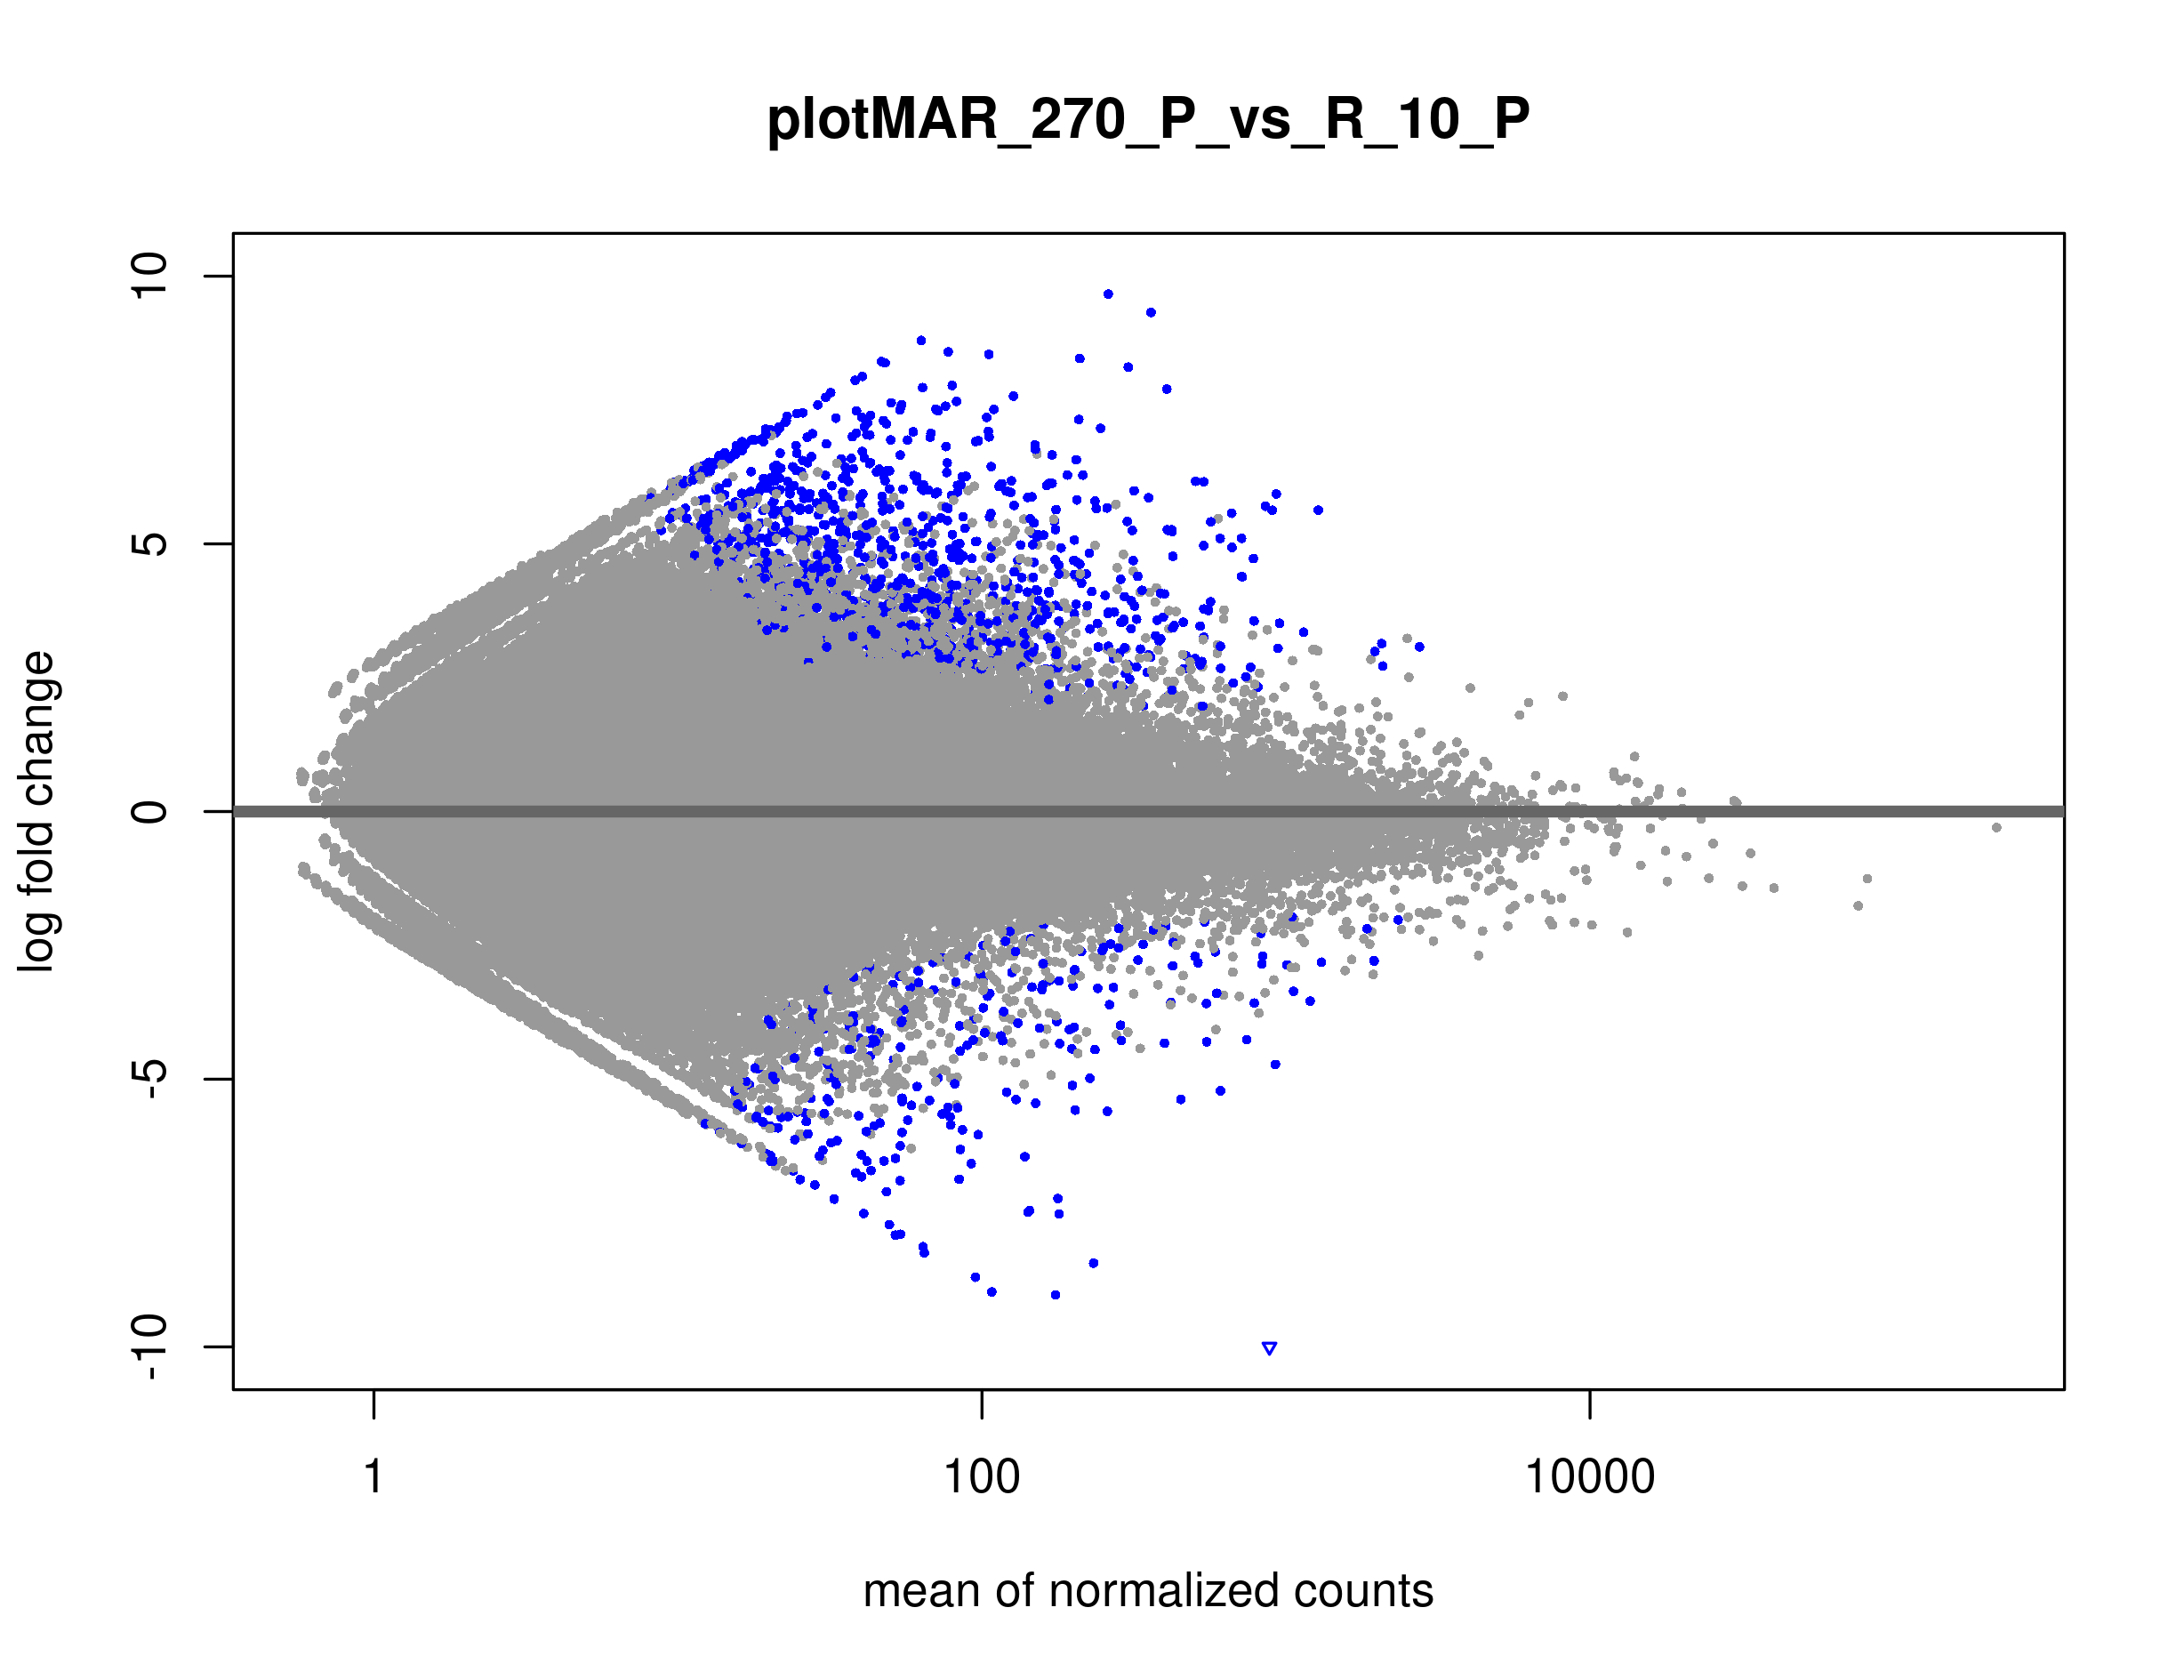 plotMAR_270_P_vs_R_10_P
10
5
0
-5
-10
log fold change
1
100
10000
mean of normalized counts